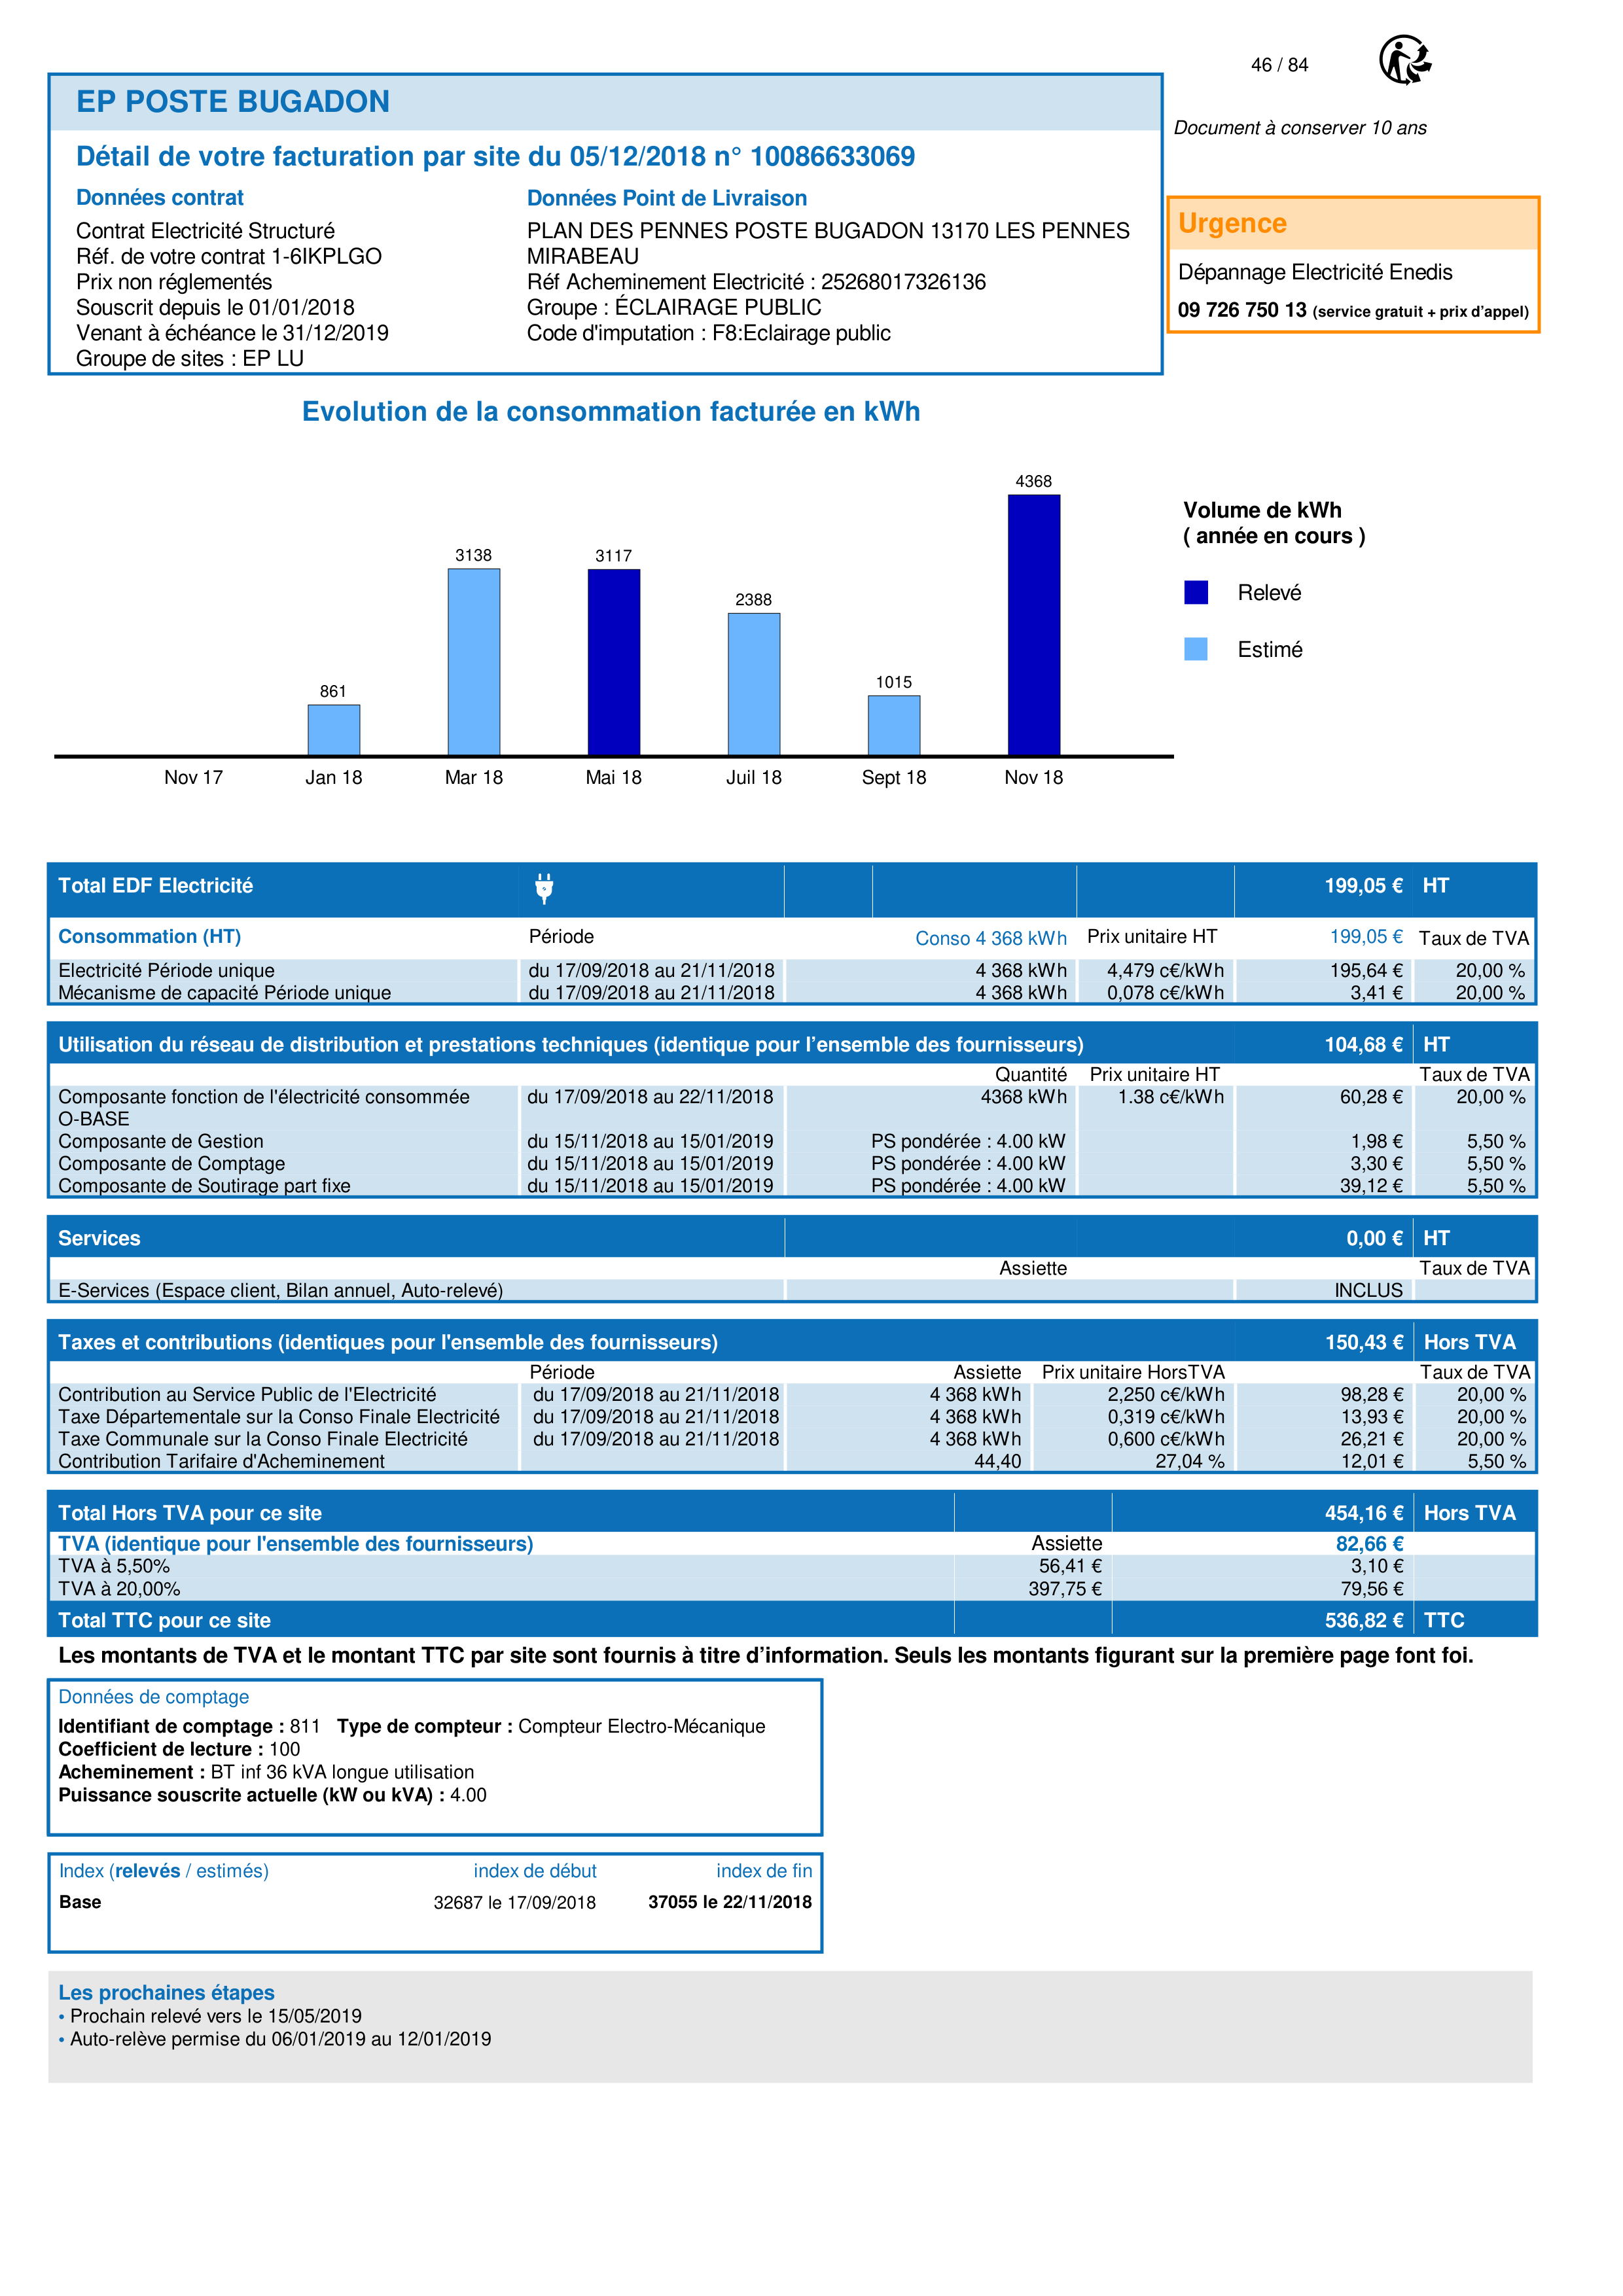 46 / 84
EP POSTE BUGADON
Document à conserver 10 ans
Détail de votre facturation par site du 05/12/2018 n° 10086633069
Données contrat
Contrat Electricité Structuré
Réf. de votre contrat 1-6IKPLGO
Prix non réglementés
Souscrit depuis le 01/01/2018
Venant à échéance le 31/12/2019
Groupe de sites : EP LU
Données Point de Livraison
PLAN DES PENNES POSTE BUGADON 13170 LES PENNES
MIRABEAU
Réf Acheminement Electricité : 25268017326136
Groupe : ÉCLAIRAGE PUBLIC
Code d'imputation : F8:Eclairage public
Urgence
Dépannage Electricité Enedis
09 726 750 13 (service gratuit + prix d’appel)
Evolution de la consommation facturée en kWh
861
3138
3117
2388
1015
4368
Nov 17 Jan 18 Mar 18 Mai 18 Juil 18 Sept 18 Nov 18
Volume de kWh
( année en cours )
Relevé
Estimé
Total EDF Electricité 199,05 € HT
Consommation (HT) Période Conso 4 368 kWh Prix unitaire HT 199,05 € Taux de TVA
Electricité Période unique du 17/09/2018 au 21/11/2018 4 368 kWh 4,479 c€/kWh 195,64 € 20,00 %
Mécanisme de capacité Période unique du 17/09/2018 au 21/11/2018 4 368 kWh 0,078 c€/kWh 3,41 € 20,00 %
Utilisation du réseau de distribution et prestations techniques (identique pour l’ensemble des fournisseurs) 104,68 € HT
Quantité Prix unitaire HT Taux de TVA
Composante fonction de l'électricité consommée du 17/09/2018 au 22/11/2018 4368 kWh 1.38 c€/kWh 60,28 € 20,00 %
O-BASE
Composante de Gestion du 15/11/2018 au 15/01/2019 PS pondérée : 4.00 kW 1,98 € 5,50 %
Composante de Comptage du 15/11/2018 au 15/01/2019 PS pondérée : 4.00 kW 3,30 € 5,50 %
Composante de Soutirage part fixe du 15/11/2018 au 15/01/2019 PS pondérée : 4.00 kW 39,12 € 5,50 %
Services 0,00 € HT
Assiette Taux de TVA
E-Services (Espace client, Bilan annuel, Auto-relevé) INCLUS
Taxes et contributions (identiques pour l'ensemble des fournisseurs) 150,43 € Hors TVA
Période Assiette Prix unitaire HorsTVA Taux de TVA
Contribution au Service Public de l'Electricité du 17/09/2018 au 21/11/2018 4 368 kWh 2,250 c€/kWh 98,28 € 20,00 %
Taxe Départementale sur la Conso Finale Electricité du 17/09/2018 au 21/11/2018 4 368 kWh 0,319 c€/kWh 13,93 € 20,00 %
Taxe Communale sur la Conso Finale Electricité du 17/09/2018 au 21/11/2018 4 368 kWh 0,600 c€/kWh 26,21 € 20,00 %
Contribution Tarifaire d'Acheminement 44,40 27,04 % 12,01 € 5,50 %
Total Hors TVA pour ce site 454,16 € Hors TVA
TVA (identique pour l'ensemble des fournisseurs) Assiette 82,66 €
TVA à 5,50% 56,41 € 3,10 €
TVA à 20,00% 397,75 € 79,56 €
Total TTC pour ce site 536,82 € TTC
Les montants de TVA et le montant TTC par site sont fournis à titre d’information. Seuls les montants figurant sur la première page font foi.
Données de comptage
Identifiant de comptage : 811 Type de compteur : Compteur Electro-Mécanique
Coefficient de lecture : 100
Acheminement : BT inf 36 kVA longue utilisation
Puissance souscrite actuelle (kW ou kVA) : 4.00
Index (relevés / estimés) index de début index de fin
Base 32687 le 17/09/2018 37055 le 22/11/2018
Les prochaines étapes
• Prochain relevé vers le 15/05/2019
• Auto-relève permise du 06/01/2019 au 12/01/2019